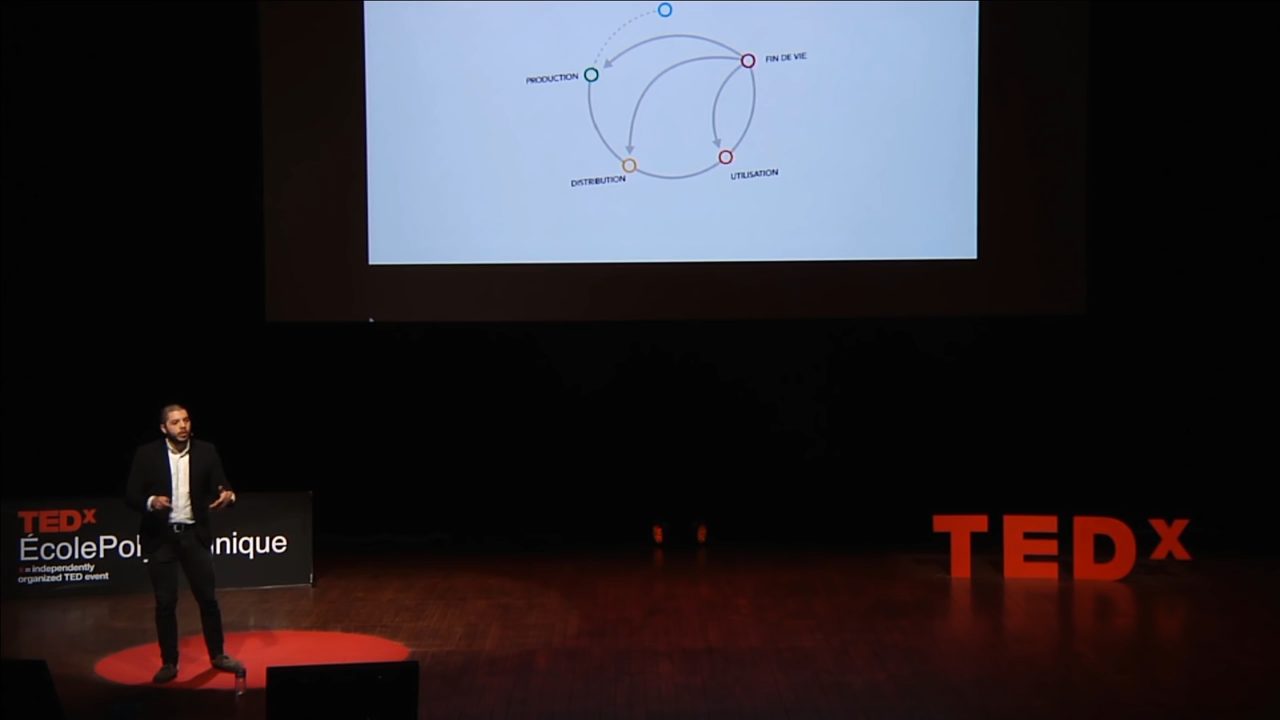 FIN DE VIE
PRODUCTION
UTILISATION
DISTRIBUTION
TEDx
ÉcolePol nique
x = independently
organized TED event
TEDx